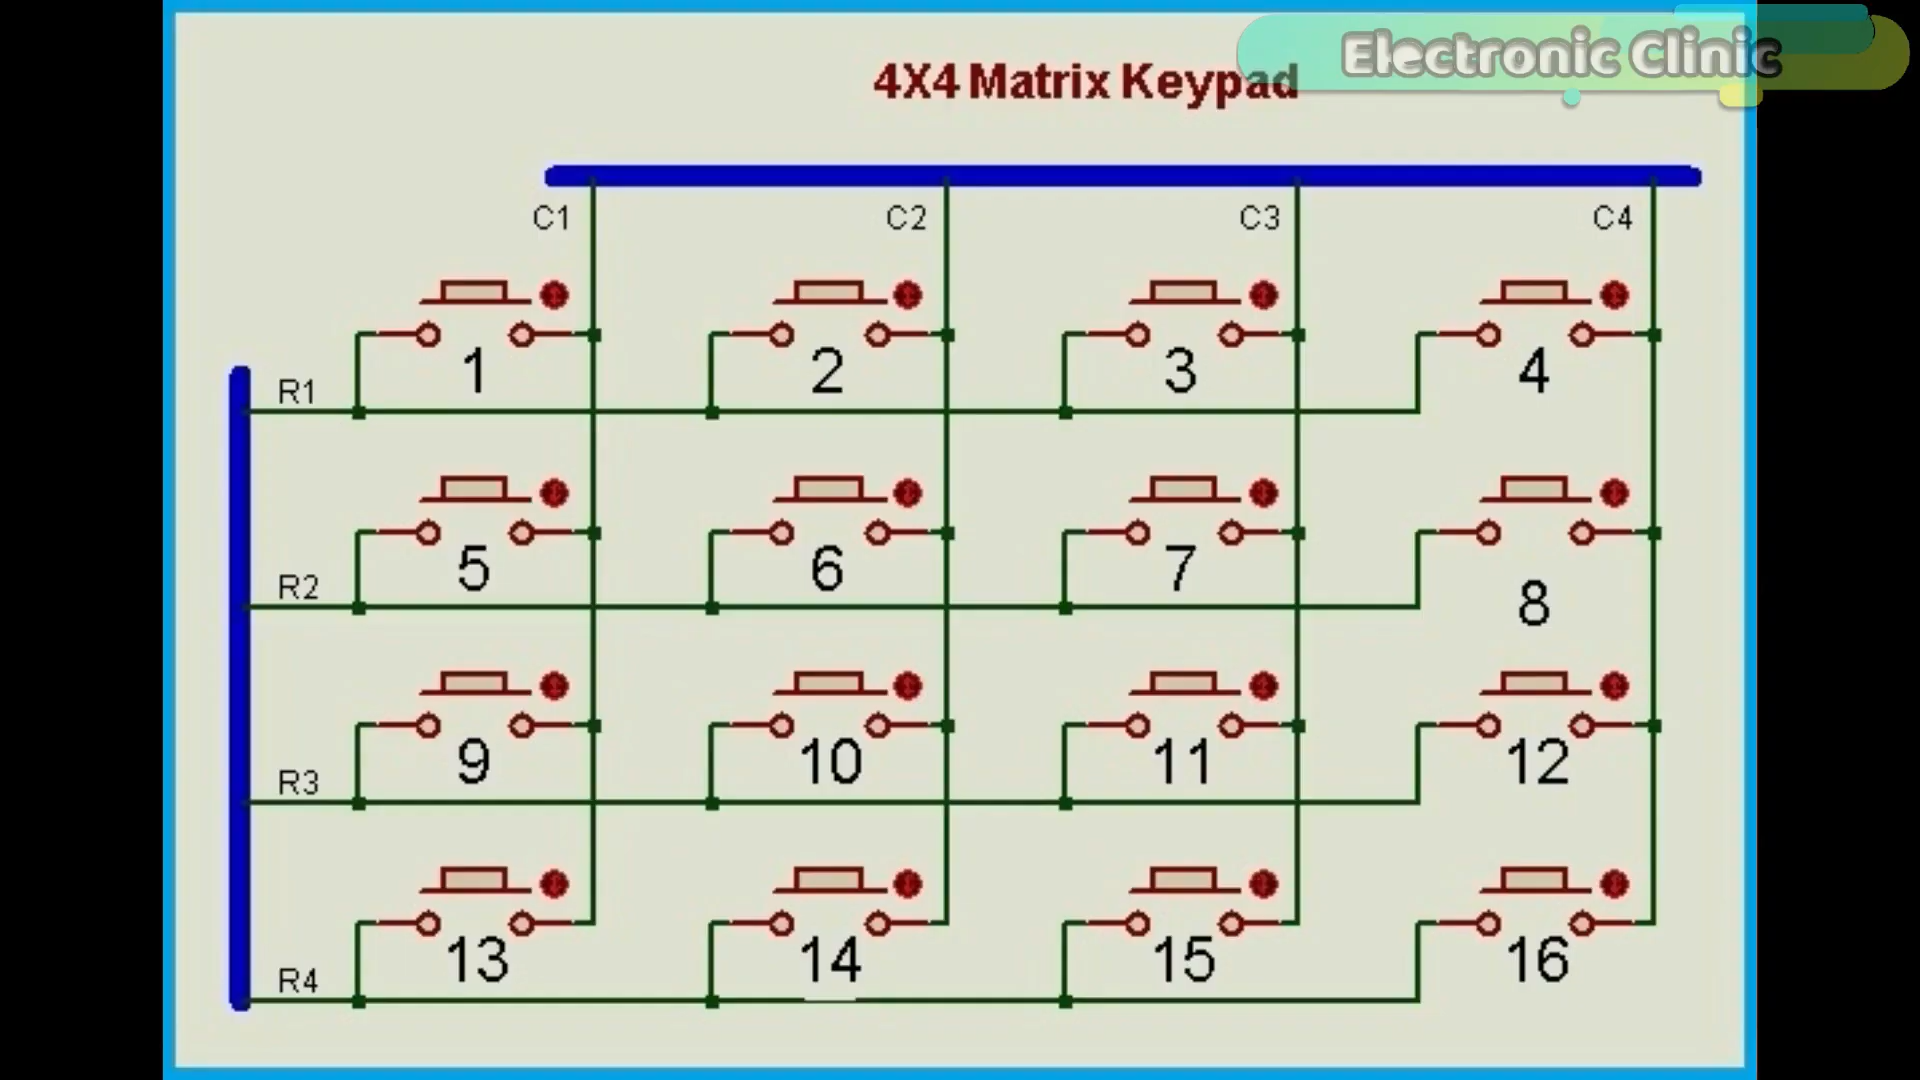 Electronic Clinic
4X4 Matrix Keypad
C1 C2 C3 C4
1 2 3 4
R1
5 6 7 8
R2
9 10 11 12
R3
13 14 15 16
R4